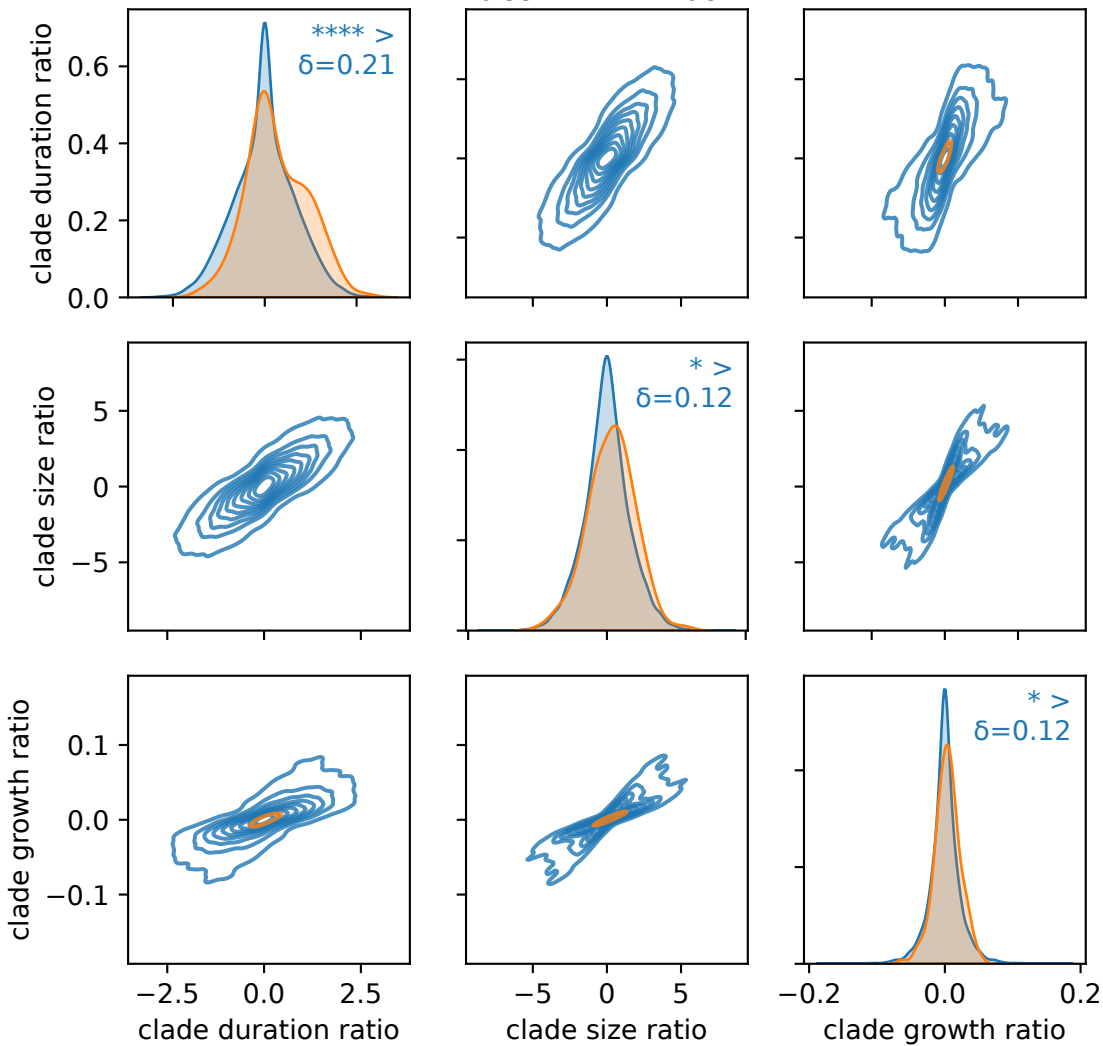 clade duration ratio
0.6
0.4
0.2
0.0
**** >
δ=0.21
clade size ratio
5
0
−5
* >
δ=0.12
clade growth ratio
0.1
0.0
−0.1
* >
δ=0.12
−2.5 0.0 2.5
−5 0 5
−0.2 0.0 0.2
clade duration ratio
clade size ratio
clade growth ratio